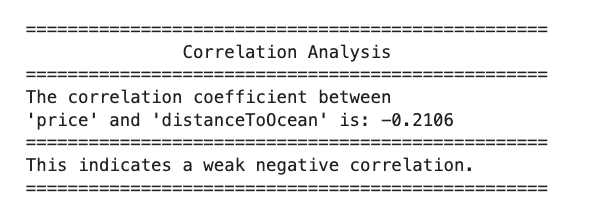 ==================================================
Correlation Analysis
==================================================
The correlation coefficient between
'price' and 'distanceToOcean' is: -0.2106
==================================================
This indicates a weak negative correlation.
==================================================